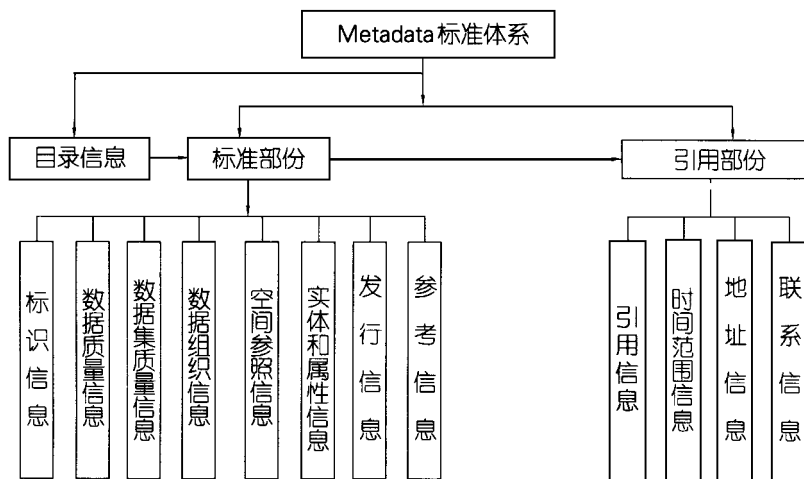 Metadata标准体系
目录信息
标准部份
引用部份
标识信息
数据质量信息
数据集质量信息
数据组织信息
空间参照信息
实体和属性信息
发行信息
参考信息
引用信息
时间范围信息
地址信息
联系信息